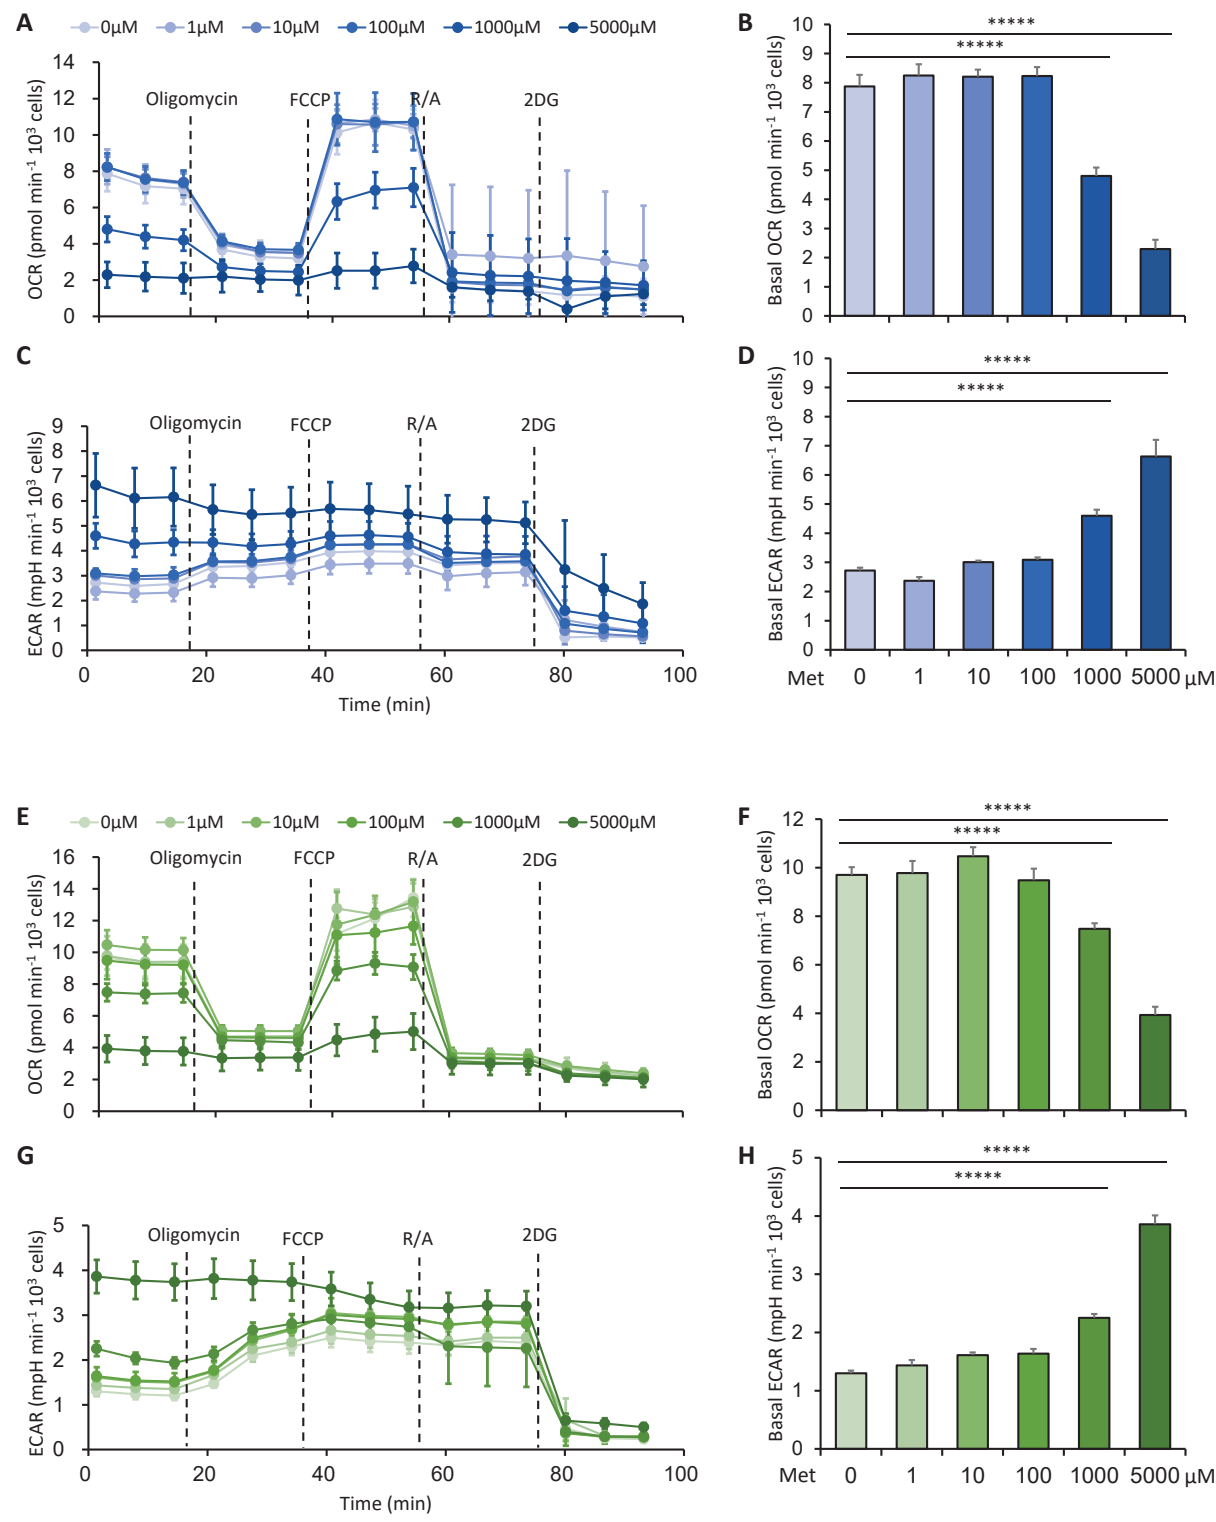 A
0μM 1μM 10μM 100μM 1000μM 5000μM
OCR (pmol min-1 103 cells)
14
12
10
8
6
4
2
0
Oligomycin FCCP R/A 2DG
B
Basal OCR (pmol min-1 103 cells)
10
9
8
7
6
5
4
3
2
1
0
*****
*****
C
ECAR (mpH min-1 103 cells)
9
8
7
6
5
4
3
2
1
0
Oligomycin FCCP R/A 2DG
0 20 40 60 80 100
Time (min)
D
Basal ECAR (mpH min-1 103 cells)
10
9
8
7
6
5
4
3
2
1
0
*****
*****
Met 0 1 10 100 1000 5000 μM
E
0μM 1μM 10μM 100μM 1000μM 5000μM
OCR (pmol min-1 103 cells)
16
14
12
10
8
6
4
2
0
Oligomycin FCCP R/A 2DG
F
Basal OCR (pmol min-1 103 cells)
12
10
8
6
4
2
0
*****
*****
G
ECAR (mpH min-1 103 cells)
5
4
3
2
1
0
Oligomycin FCCP R/A 2DG
0 20 40 60 80 100
Time (min)
H
Basal ECAR (mpH min-1 103 cells)
5
4
3
2
1
0
*****
*****
Met 0 1 10 100 1000 5000 μM